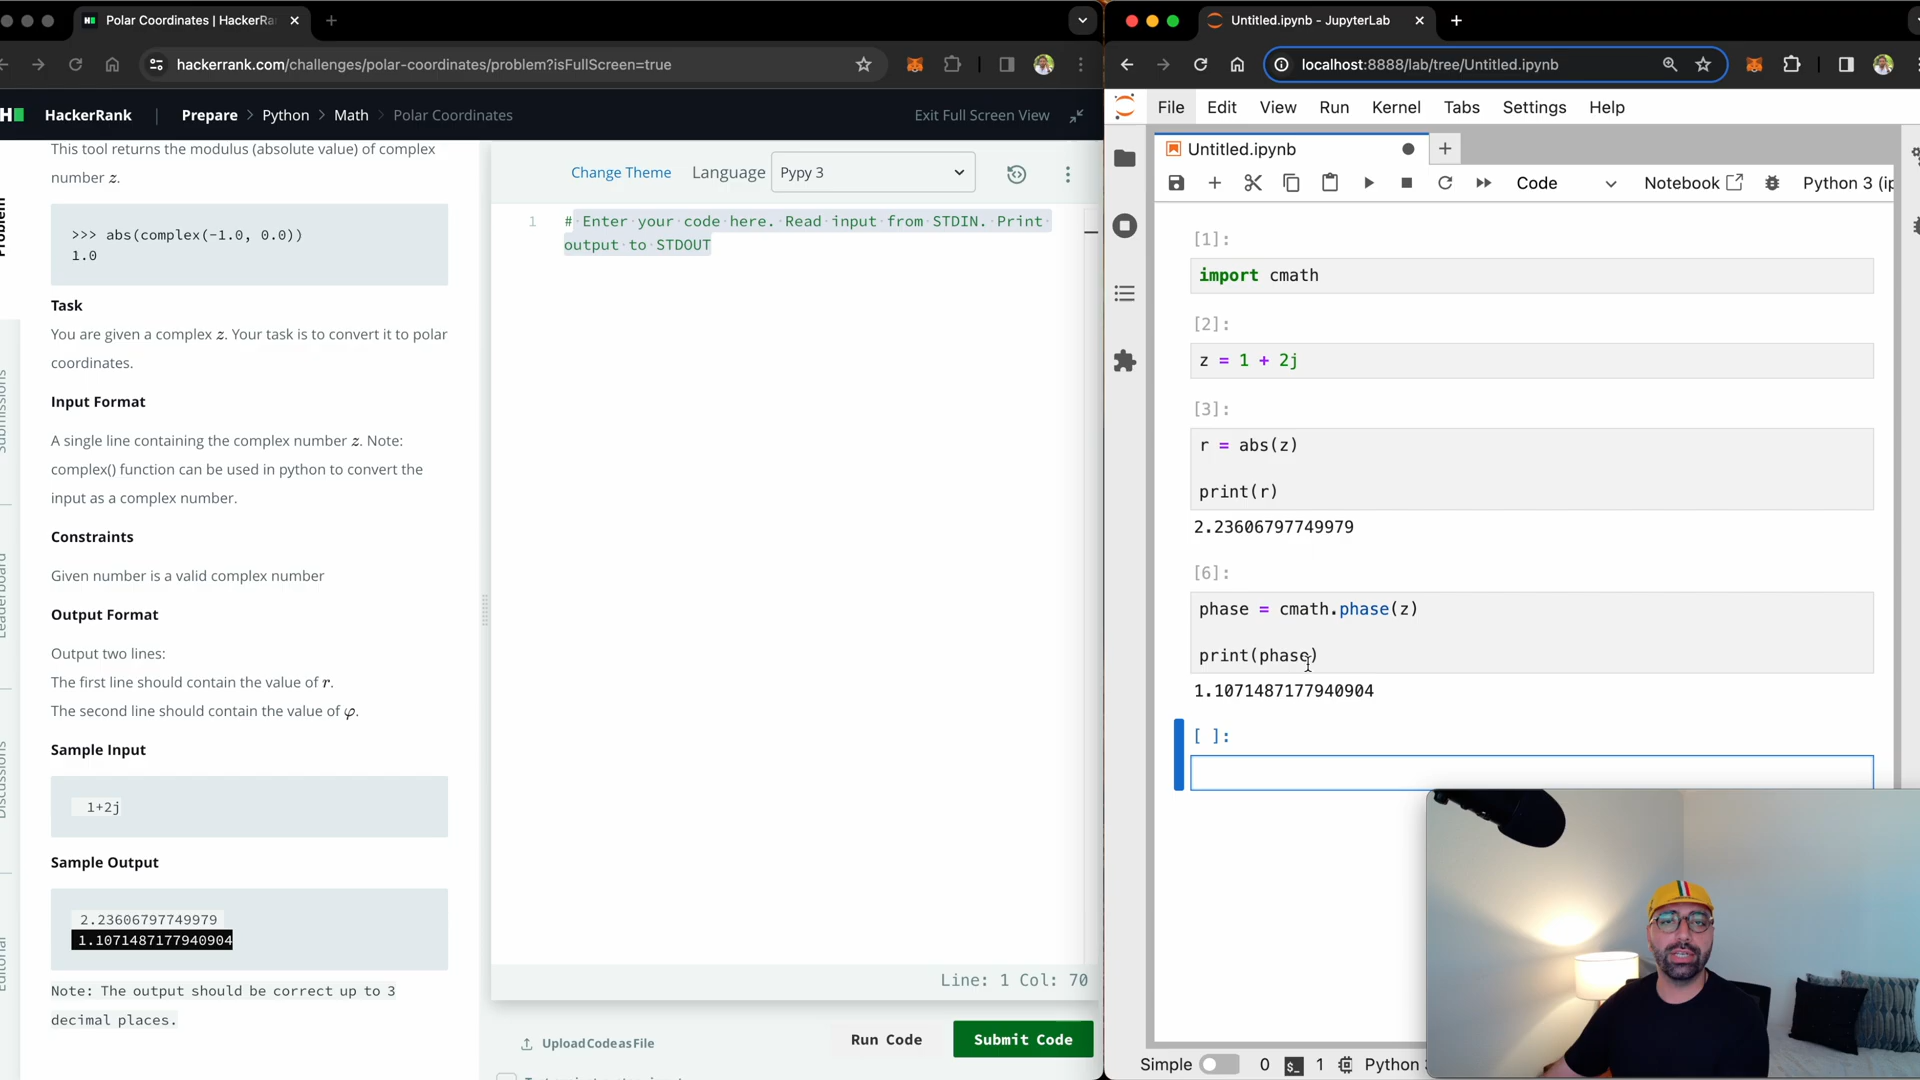 Polar Coordinates | HackerRa
hackerrank.com/challenges/polar-coordinates/problem?isFullScreen=true
HackerRank
Prepare > Python > Math > Polar Coordinates
Exit Full Screen View
Problem
Submissions
Leaderboard
Discussions
Editorial
This tool returns the modulus (absolute value) of complex
number z.
>>> abs(complex(-1.0, 0.0))
1.0
Task
You are given a complex z. Your task is to convert it to polar
coordinates.
Input Format
A single line containing the complex number z. Note:
complex() function can be used in python to convert the
input as a complex number.
Constraints
Given number is a valid complex number
Output Format
Output two lines:
The first line should contain the value of r.
The second line should contain the value of φ.
Sample Input
1+2j
Sample Output
2.23606797749979
1.1071487177940904
Note: The output should be correct up to 3
decimal places.
Change Theme Language Pypy 3
1 # Enter your code here. Read input from STDIN. Print
output to STDOUT
Line: 1 Col: 70
Upload Code as File
Run Code
Submit Code
Untitled.ipynb - JupyterLab
localhost:8888/lab/tree/Untitled.ipynb
File Edit View Run Kernel Tabs Settings Help
Untitled.ipynb
Code Notebook Python 3 (ip
[1]:
import cmath
[2]:
z = 1 + 2j
[3]:
r = abs(z)
print(r)
2.23606797749979
[6]:
phase = cmath.phase(z)
print(phase)
1.1071487177940904
[ ]:
Simple 0 1 Python